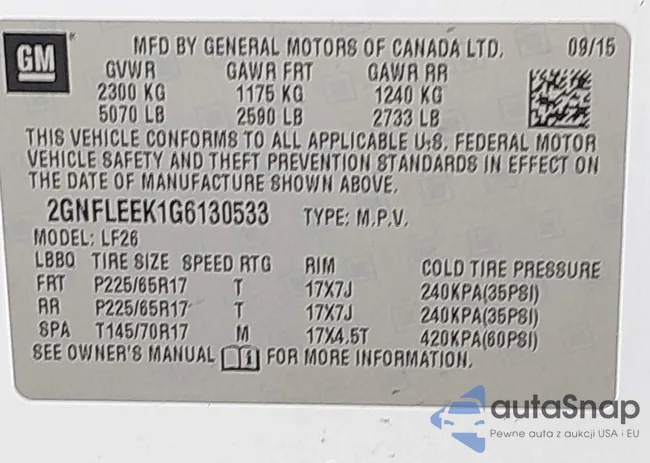 GM
MFD BY GENERAL MOTORS OF CANADA LTD. 09/15
GVWR GAWR FRT GAWR RR
2300 KG 1175 KG 1240 KG
5070 LB 2590 LB 2733 LB
THIS VEHICLE CONFORMS TO ALL APPLICABLE U.S. FEDERAL MOTOR
VEHICLE SAFETY AND THEFT PREVENTION STANDARDS IN EFFECT ON
THE DATE OF MANUFACTURE SHOWN ABOVE.
2GNFLEEK1G6130533 TYPE: M.P.V.
MODEL: LF26
LBBQ TIRE SIZE SPEED RTG RIM COLD TIRE PRESSURE
FRT P225/65R17 T 17X7J 240KPA(35PSI)
RR P225/65R17 T 17X7J 240KPA(35PSI)
SPA T145/70R17 M 17X4.5T 420KPA(60PSI)
SEE OWNER'S MANUAL FOR MORE INFORMATION.
autaSnap
Pewne auta z aukcji USA i EU